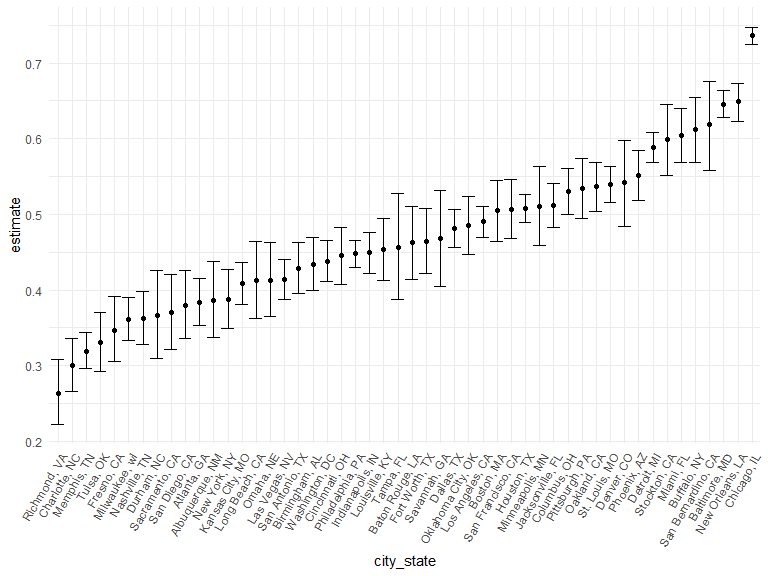 0.7
0.6
0.5
0.4
0.3
0.2
estimate
Richmond, VA
Charlotte, NC
Memphis, TN
Tulsa, OK
Fresno, CA
Milwaukee, wI
Nashville, TN
Durham, NC
Sacramento, CA
San Diego, CA
Atlanta, GA
Albuquerque, NM
New York, NY
Kansas City, MO
Long Beach, CA
Omaha, NE
Las Vegas, NV
San Antonio, TX
Birmingham, AL
Washington, DC
Cincinnati, OH
Philadelphia, PA
Indianapolis, IN
Louisville, KY
Tampa, FL
Baton Rouge, LA
Fort Worth, TX
Savannah, GA
Dallas, TX
Oklahoma City, OK
Los Angeles, CA
Boston, MA
San Francisco, CA
Houston, TX
Minneapolis, MN
Jacksonville, FL
Columbus, OH
Pittsburgh, PA
Oakland, CA
St. Louis, MO
Denver, CO
Phoenix, AZ
Detroit, MI
Stockton, CA
Miami, FL
Buffalo, NY
San Bernardino, CA
Baltimore, MD
New Orleans, LA
Chicago, IL
city_state